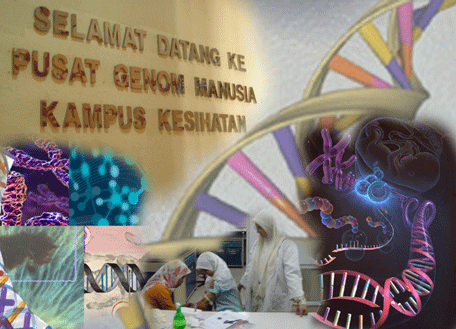 SELAMAT DATANG KE
PUSAT GENOM MANUSIA
KAMPUS KESIHATAN